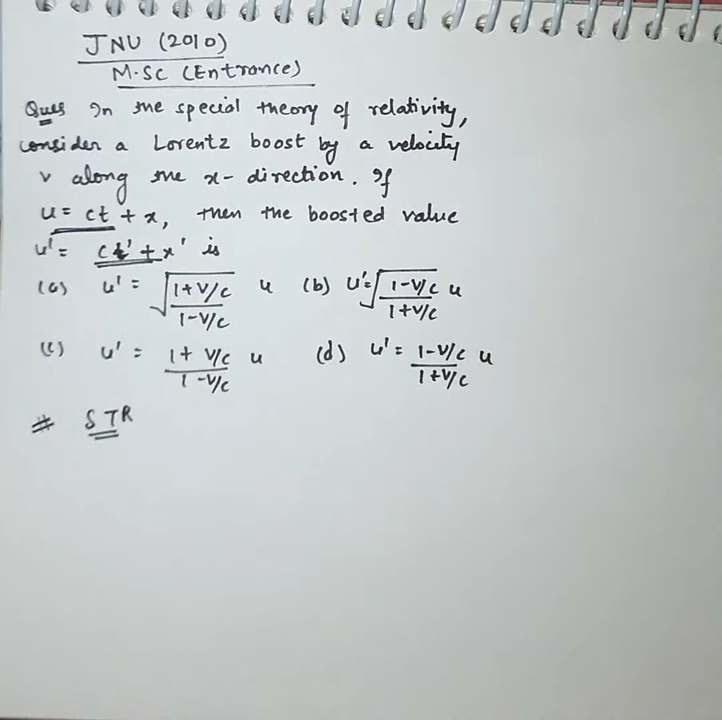 JNU (2010)
M.SC (Entrance)
Ques In the special theory of relativity,
consider a Lorentz boost by a velocity
v along the x- direction. If
u = ct + x, then the boosted value
u' = ct' + x' is
(a) u' = √(1+v/c / 1-v/c) u (b) u' = √(1-v/c / 1+v/c) u
(c) u' = 1+v/c / 1-v/c u (d) u' = 1-v/c / 1+v/c u
# STR